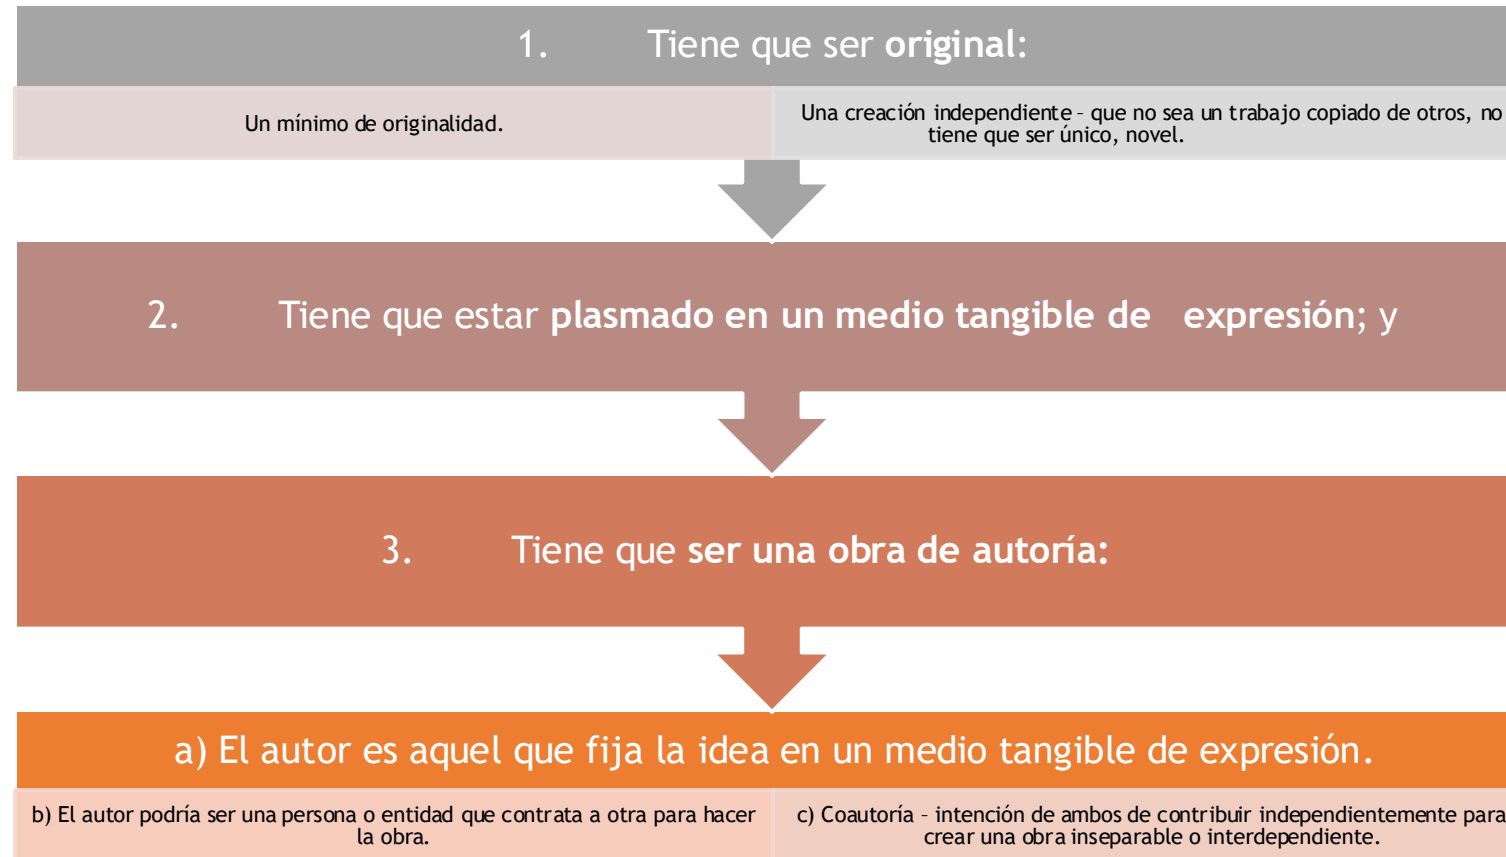 1. Tiene que ser original:
Un mínimo de originalidad.
Una creación independiente – que no sea un trabajo copiado de otros, no
tiene que ser único, novel.
2. Tiene que estar plasmado en un medio tangible de expresión; y
3. Tiene que ser una obra de autoría:
a) El autor es aquel que fija la idea en un medio tangible de expresión.
b) El autor podría ser una persona o entidad que contrata a otra para hacer
la obra.
c) Coautoría – intención de ambos de contribuir independientemente para
crear una obra inseparable o interdependiente.